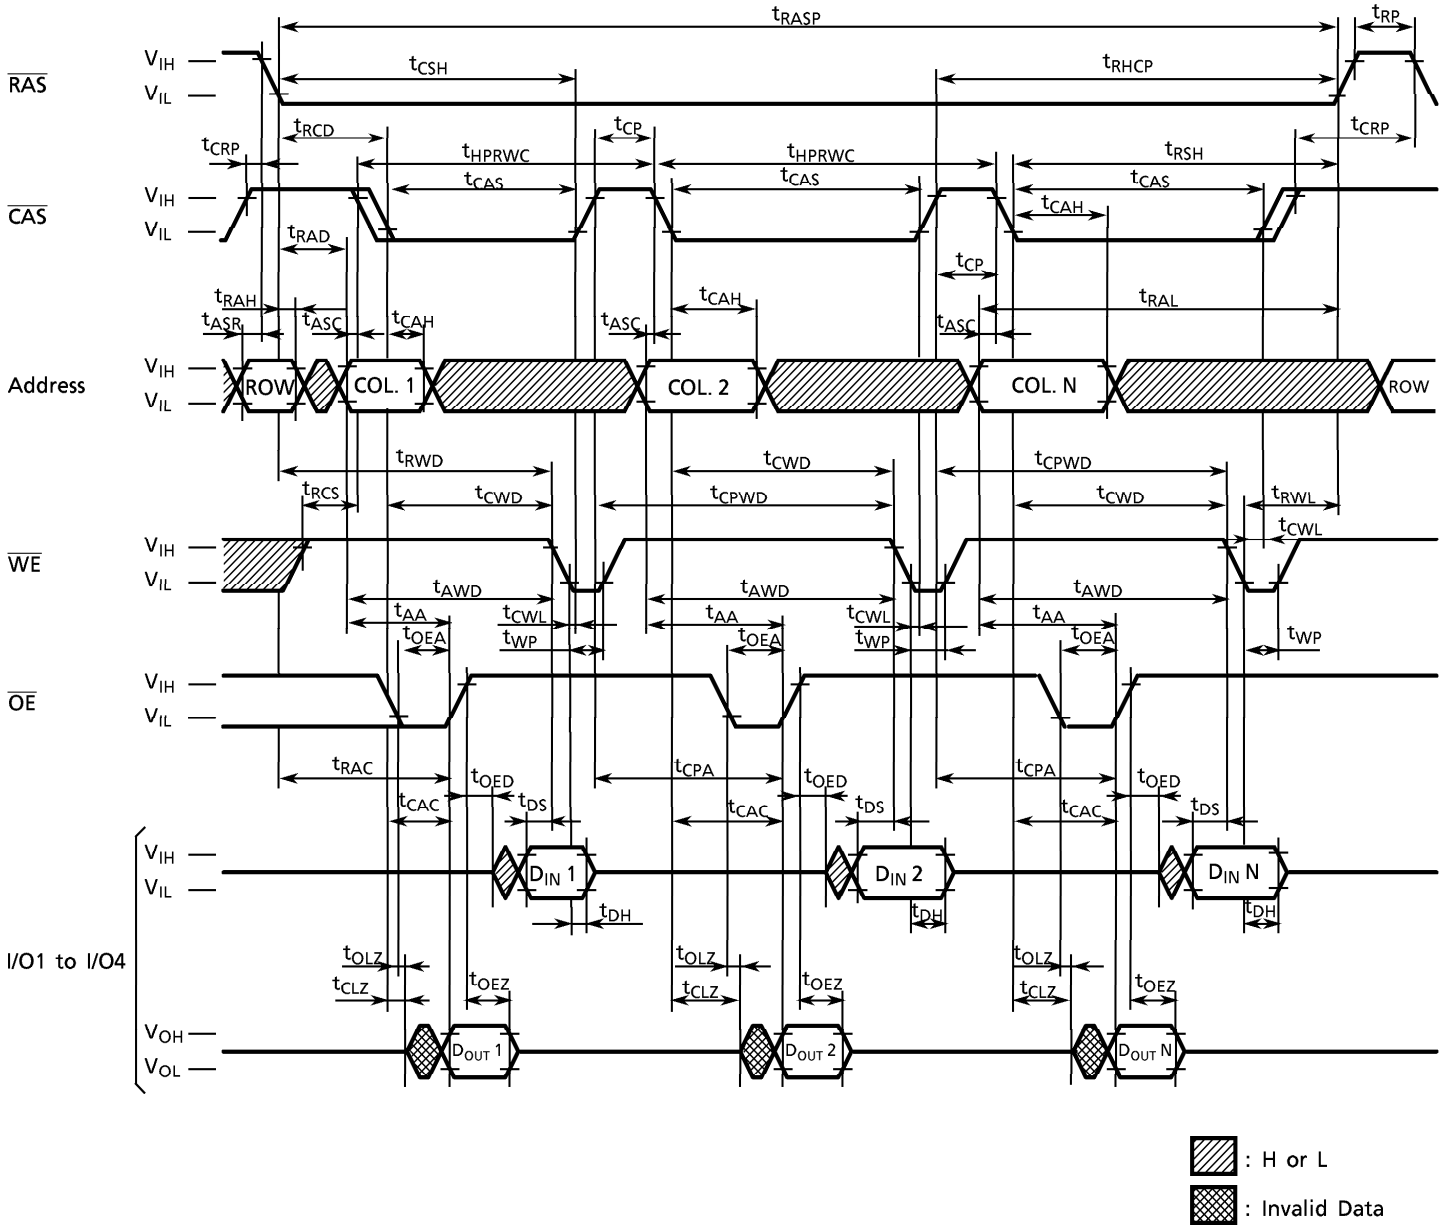 tRASP tRP
tCSH tRHCP
RAS VIH
VIL
tRCD tCP tCRP
tCRP tHPRWC tHPRWC tRSH
tCAS tCAS tCAS
CAS VIH
VIL
tCAH
tRAD
tCP
tRAH tCAH tRAL
tASR tASC tCAH tASC tASC
Address VIH
VIL
ROW COL. 1 COL. 2 COL. N ROW
tRWD tCWD tCPWD
tRCS tCWD tCPWD tCWD tRWL
tCWL
WE VIH
VIL
tAWD tAWD tAWD
tAA tCWL tAA tCWL tAA
tOEA tWP tOEA tWP tOEA tWP
OE VIH
VIL
tRAC tCPA tCPA
tOED tOED tOED
tCAC tDS tCAC tDS tCAC tDS
VIH
VIL
DIN 1 DIN 2 DIN N
tDH tDH tDH
I/O1 to I/O4
tOLZ tOLZ tOLZ
tCLZ tOEZ tCLZ tOEZ tCLZ tOEZ
VOH
VOL
DOUT 1 DOUT 2 DOUT N
: H or L
: Invalid Data